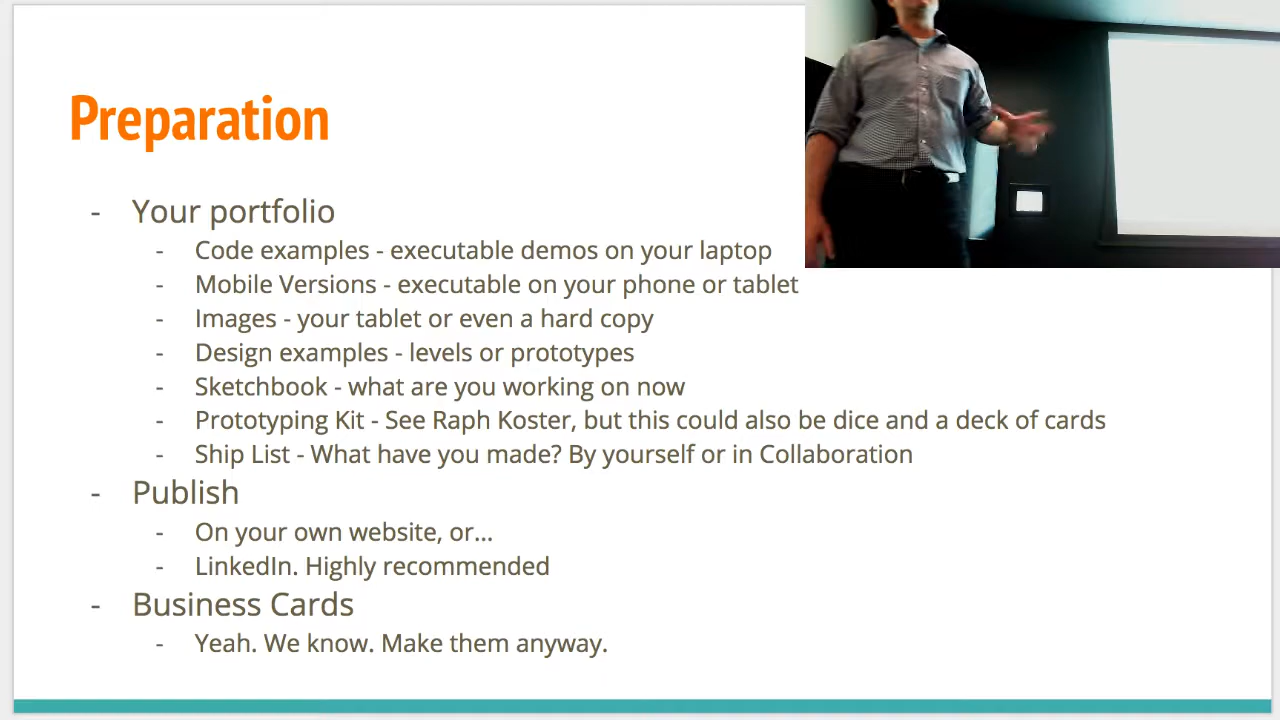 Preparation
- Your portfolio
- Code examples - executable demos on your laptop
- Mobile Versions - executable on your phone or tablet
- Images - your tablet or even a hard copy
- Design examples - levels or prototypes
- Sketchbook - what are you working on now
- Prototyping Kit - See Raph Koster, but this could also be dice and a deck of cards
- Ship List - What have you made? By yourself or in Collaboration
- Publish
- On your own website, or...
- LinkedIn. Highly recommended
- Business Cards
- Yeah. We know. Make them anyway.